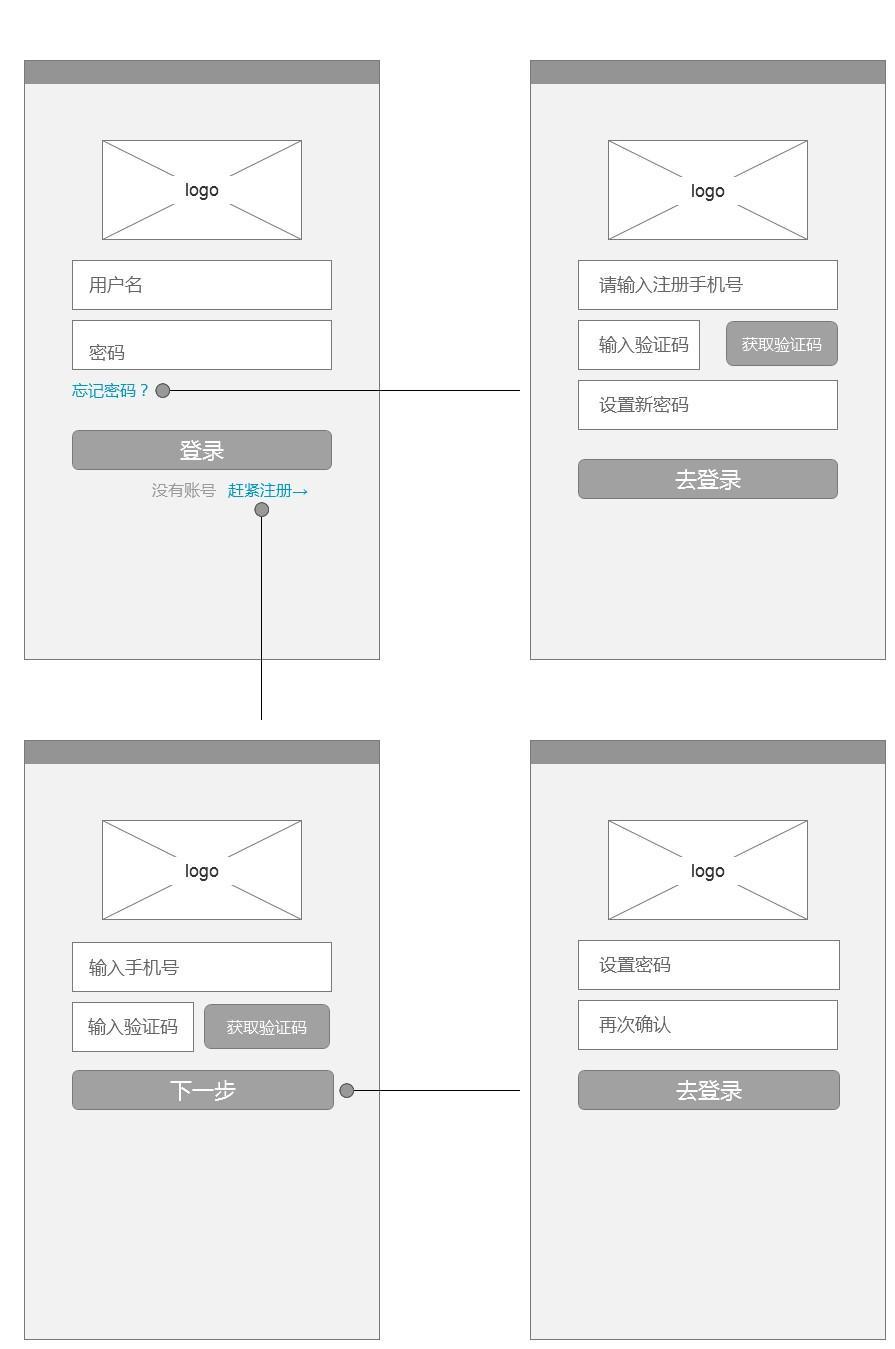 logo
用户名
密码
忘记密码？
登录
没有账号 赶紧注册→
logo
请输入注册手机号
输入验证码 获取验证码
设置新密码
去登录
logo
输入手机号
输入验证码 获取验证码
下一步
logo
设置密码
再次确认
去登录